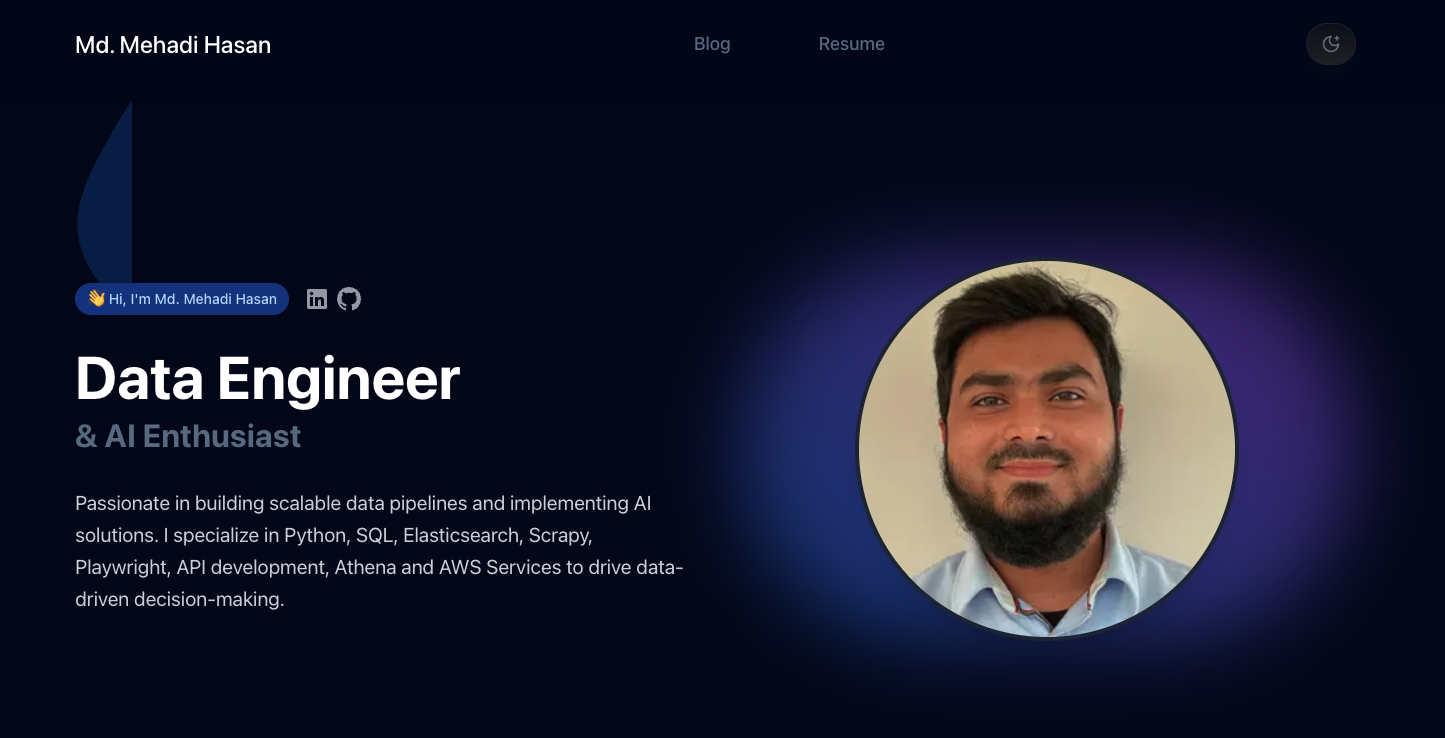 Md. Mehadi Hasan
Blog
Resume
👋 Hi, I'm Md. Mehadi Hasan
in
Data Engineer
& AI Enthusiast
Passionate in building scalable data pipelines and implementing AI
solutions. I specialize in Python, SQL, Elasticsearch, Scrapy,
Playwright, API development, Athena and AWS Services to drive data-
driven decision-making.